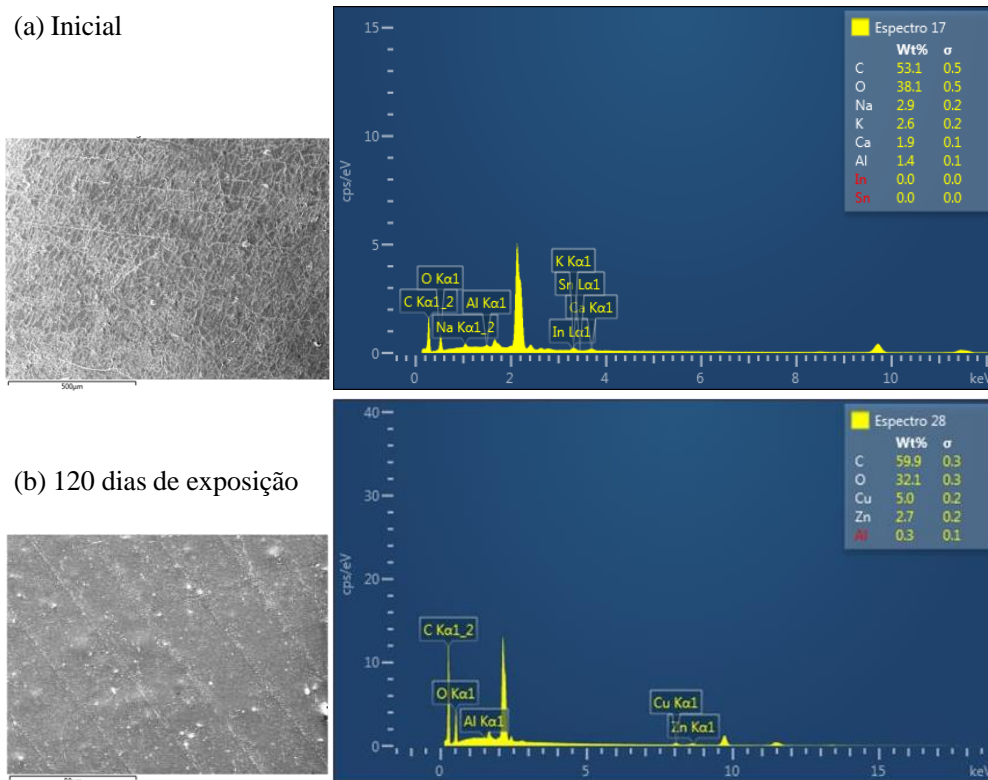 (a) Inicial
500µm
15
10
5
0
cps/eV
0
2
4
6
8
10
keV
O Kα1
C Kα1_2
Al Kα1
Na Kα1_2
K Kα1
Sn Lα1
Ca Kα1
In Lα1
Espectro 17
Wt% σ
C 53.1 0.5
O 38.1 0.5
Na 2.9 0.2
K 2.6 0.2
Ca 1.9 0.1
Al 1.4 0.1
In 0.0 0.0
Sn 0.0 0.0
(b) 120 dias de exposição
40
30
20
10
0
cps/eV
0
5
10
15
keV
C Kα1_2
O Kα1
Al Kα1
Cu Kα1
Zn Kα1
Espectro 28
Wt% σ
C 59.9 0.3
O 32.1 0.3
Cu 5.0 0.2
Zn 2.7 0.2
Al 0.3 0.1